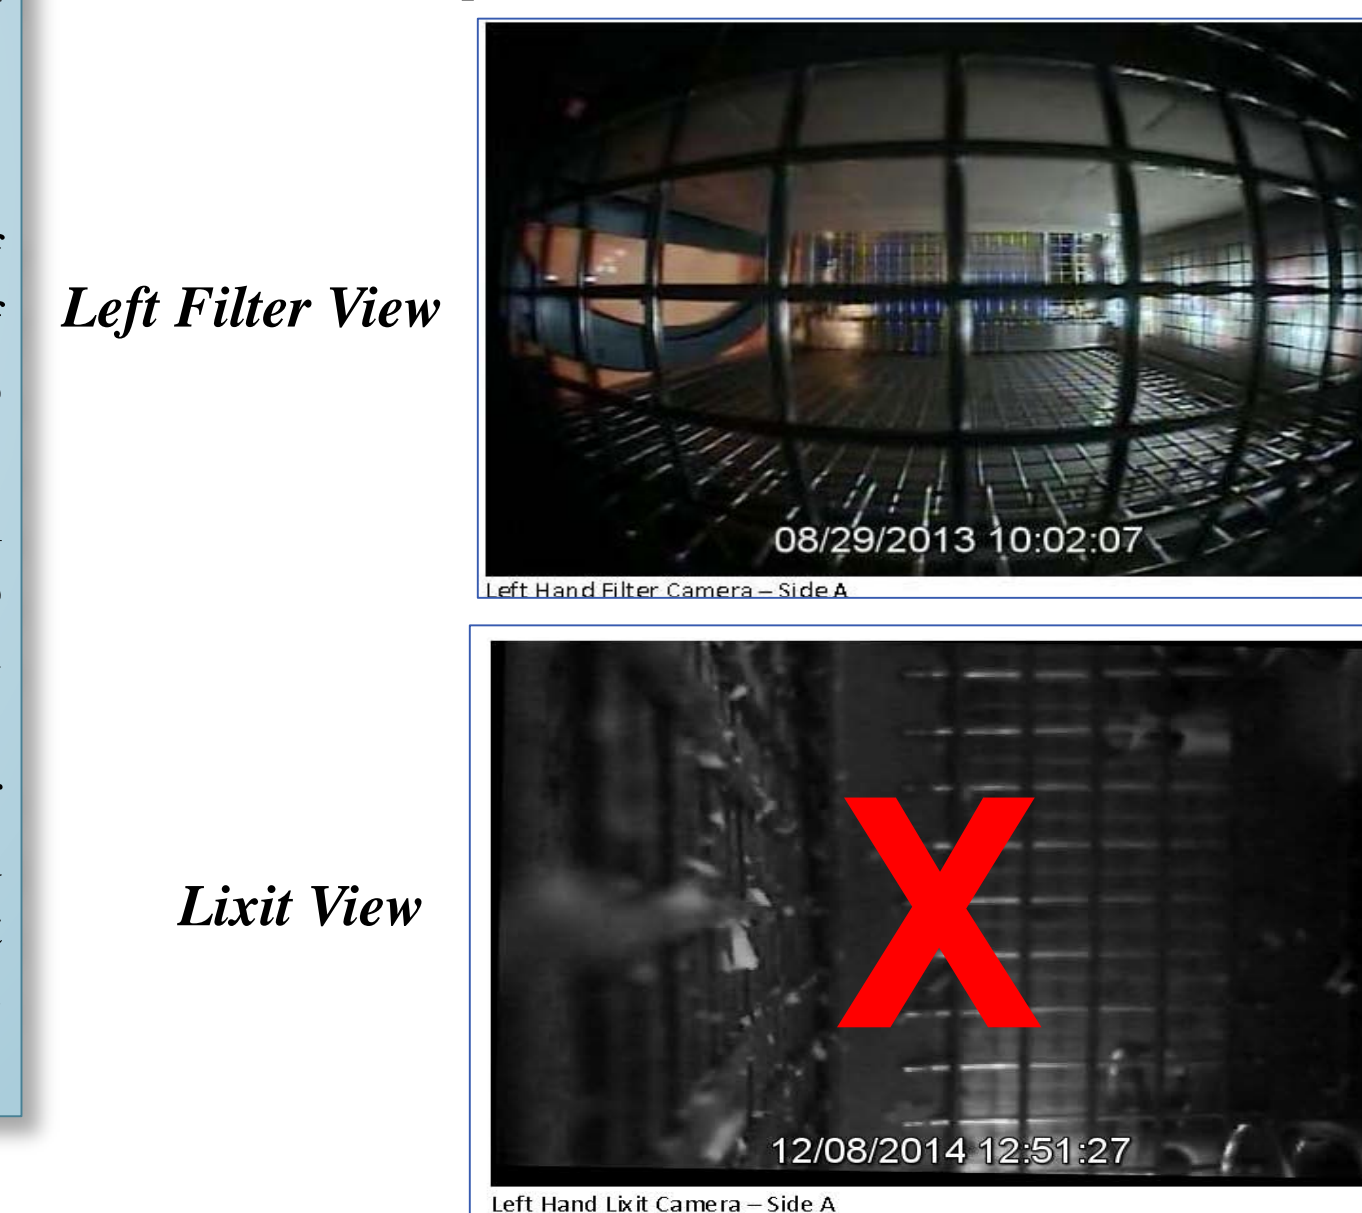 Left Filter View
08/29/2013 10:02:07
Left Hand Filter Camera – Side A
X
Lixit View
12/08/2014 12:51:27
Left Hand Lixit Camera – Side A